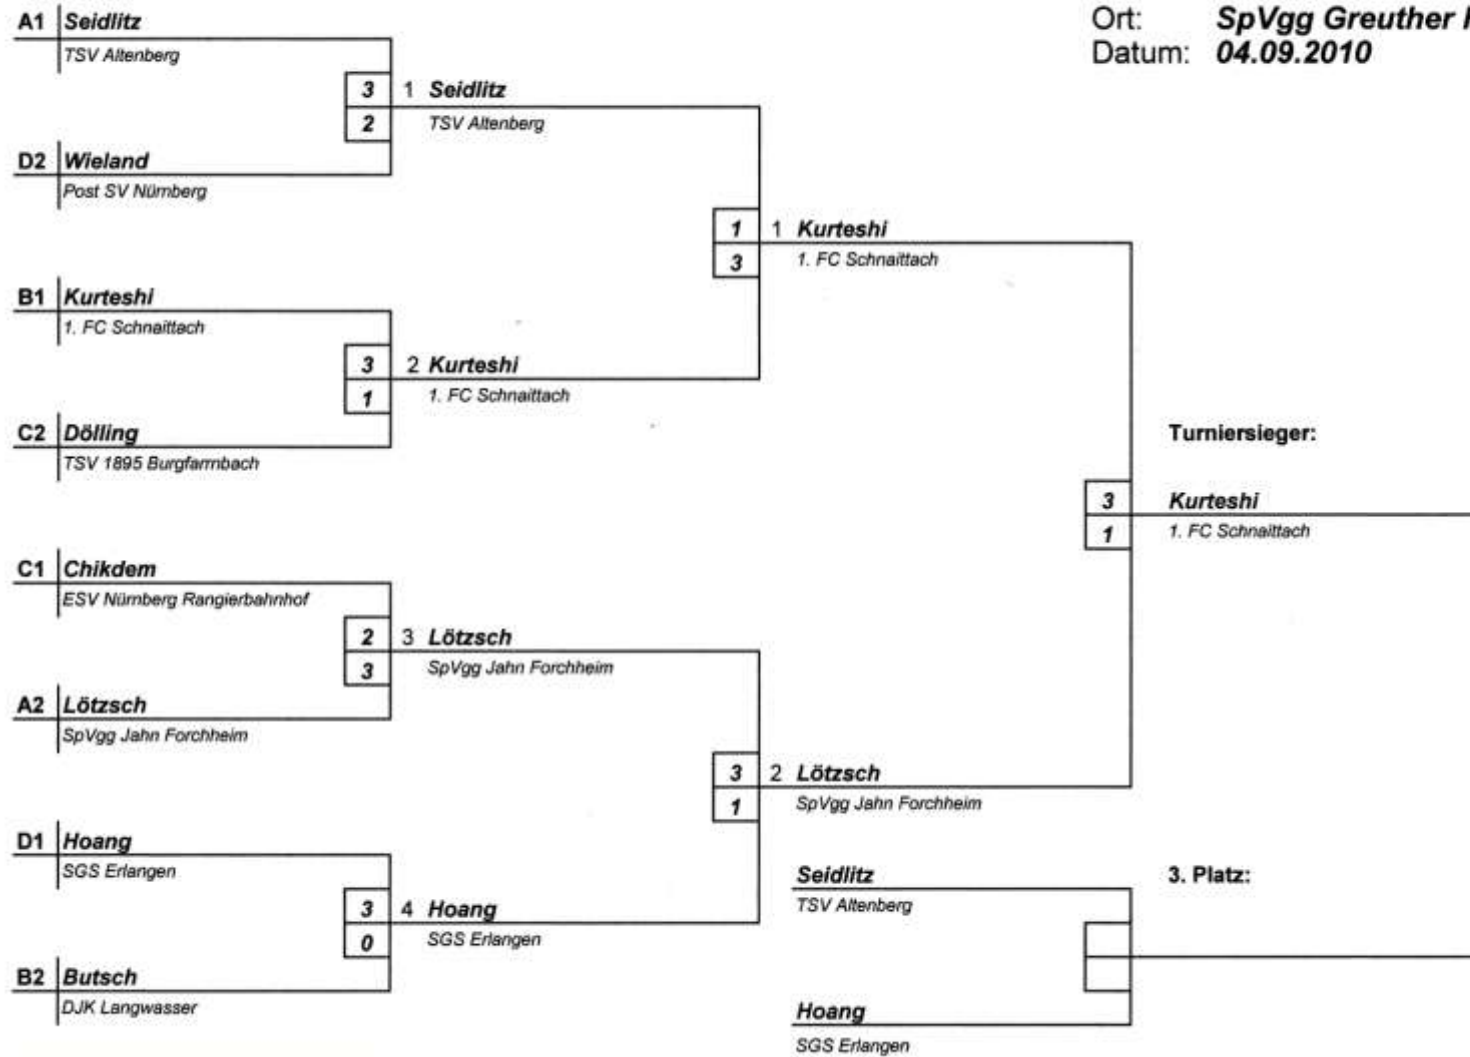 Ort: SpVgg Greuther
Datum: 04.09.2010
A1 Seidlitz
TSV Altenberg
3 1 Seidlitz
2 TSV Altenberg
D2 Wieland
Post SV Nürnberg
1 1 Kurteshi
3 1. FC Schnaittach
B1 Kurteshi
1. FC Schnaittach
3 2 Kurteshi
1 1. FC Schnaittach
C2 Dölling
TSV 1895 Burgfarrnbach
Turniersieger:
3 Kurteshi
1 1. FC Schnaittach
C1 Chikdem
ESV Nürnberg Rangierbahnhof
2 3 Lötzsch
3 SpVgg Jahn Forchheim
A2 Lötzsch
SpVgg Jahn Forchheim
3 2 Lötzsch
1 SpVgg Jahn Forchheim
D1 Hoang
SGS Erlangen
3 4 Hoang
0 SGS Erlangen
B2 Butsch
DJK Langwasser
Seidlitz
TSV Altenberg
3. Platz:
Hoang
SGS Erlangen